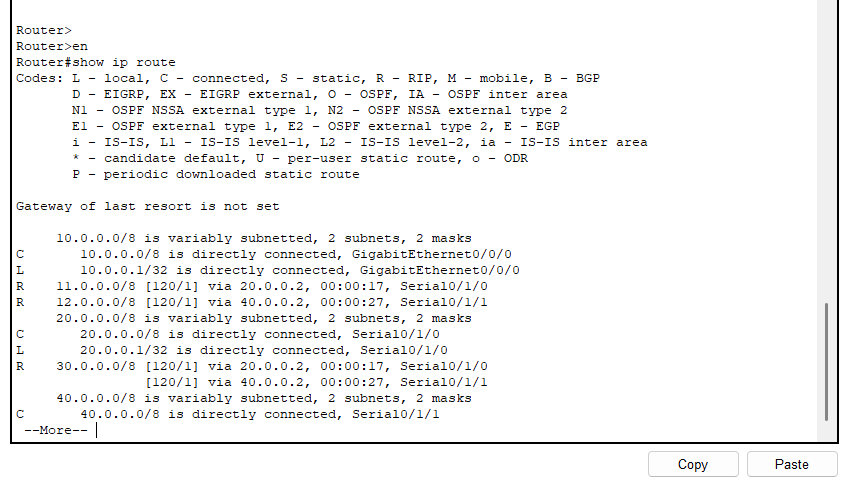 Router>
Router>en
Router#show ip route
Codes: L - local, C - connected, S - static, R - RIP, M - mobile, B - BGP
       D - EIGRP, EX - EIGRP external, O - OSPF, IA - OSPF inter area
       N1 - OSPF NSSA external type 1, N2 - OSPF NSSA external type 2
       E1 - OSPF external type 1, E2 - OSPF external type 2, E - EGP
       i - IS-IS, L1 - IS-IS level-1, L2 - IS-IS level-2, ia - IS-IS inter area
       * - candidate default, U - per-user static route, o - ODR
       P - periodic downloaded static route
Gateway of last resort is not set
     10.0.0.0/8 is variably subnetted, 2 subnets, 2 masks
C       10.0.0.0/8 is directly connected, GigabitEthernet0/0/0
L       10.0.0.1/32 is directly connected, GigabitEthernet0/0/0
R    11.0.0.0/8 [120/1] via 20.0.0.2, 00:00:17, Serial0/1/0
R    12.0.0.0/8 [120/1] via 40.0.0.2, 00:00:27, Serial0/1/1
     20.0.0.0/8 is variably subnetted, 2 subnets, 2 masks
C       20.0.0.0/8 is directly connected, Serial0/1/0
L       20.0.0.1/32 is directly connected, Serial0/1/0
R    30.0.0.0/8 [120/1] via 20.0.0.2, 00:00:17, Serial0/1/0
                [120/1] via 40.0.0.2, 00:00:27, Serial0/1/1
     40.0.0.0/8 is variably subnetted, 2 subnets, 2 masks
C       40.0.0.0/8 is directly connected, Serial0/1/1
 --More--
Copy
Paste